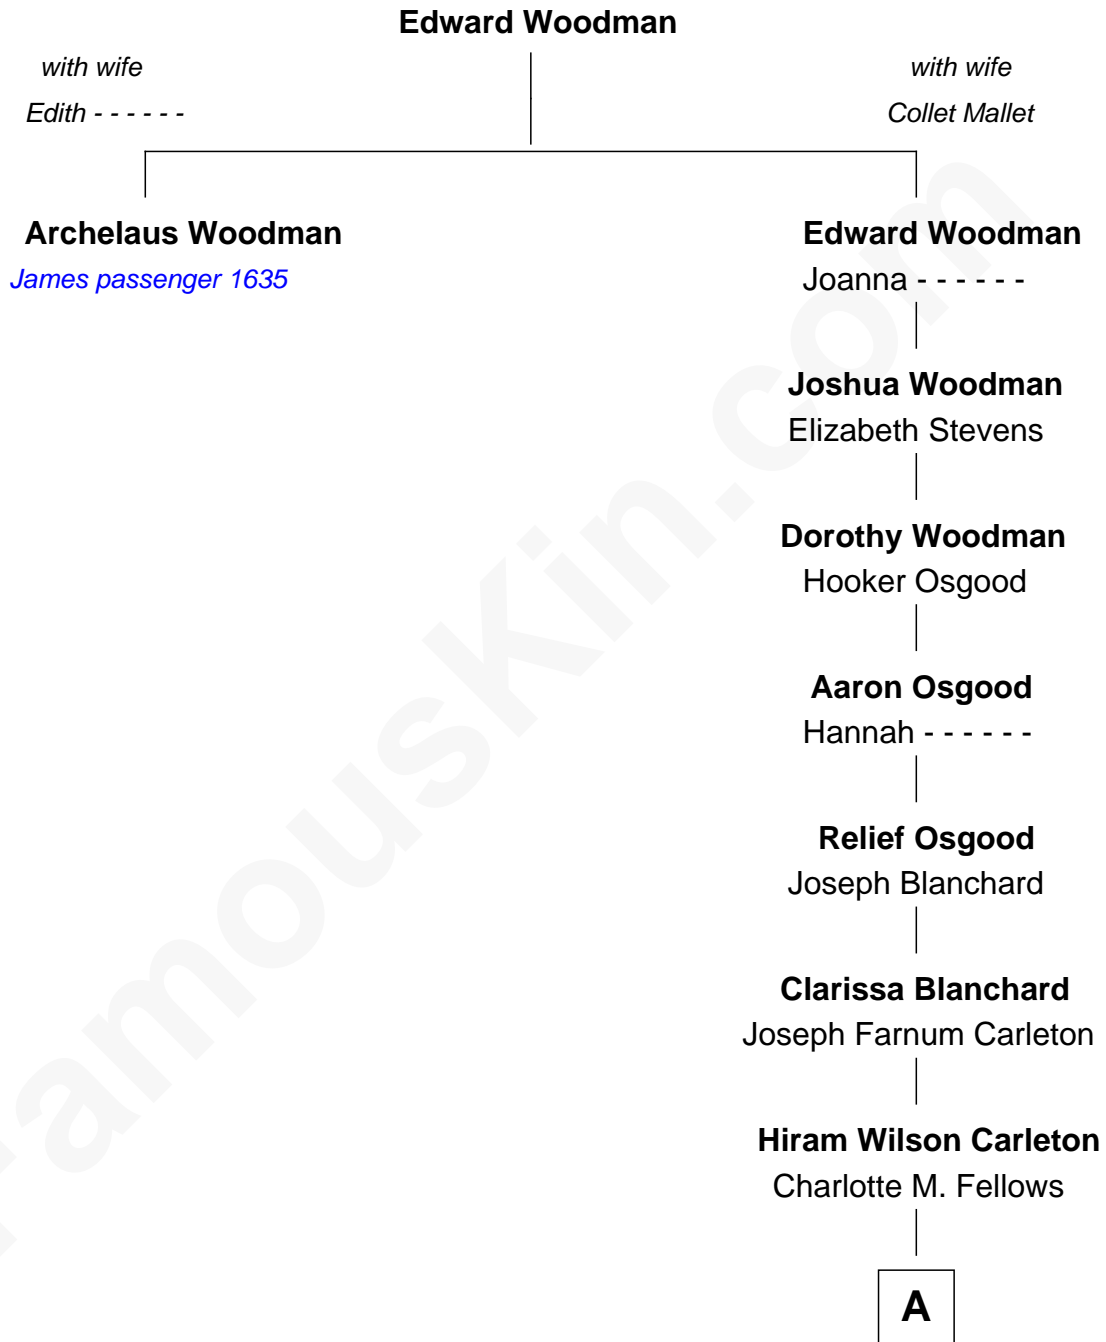 Edward Woodman
with wife
Edith - - - - - -
with wife
Collet Mallet
Archelaus Woodman
James passenger 1635
Edward Woodman
Joanna - - - - - -
Joshua Woodman
Elizabeth Stevens
Dorothy Woodman
Hooker Osgood
Aaron Osgood
Hannah - - - - - -
Relief Osgood
Joseph Blanchard
Clarissa Blanchard
Joseph Farnum Carleton
Hiram Wilson Carleton
Charlotte M. Fellows
A
FamousKin.com